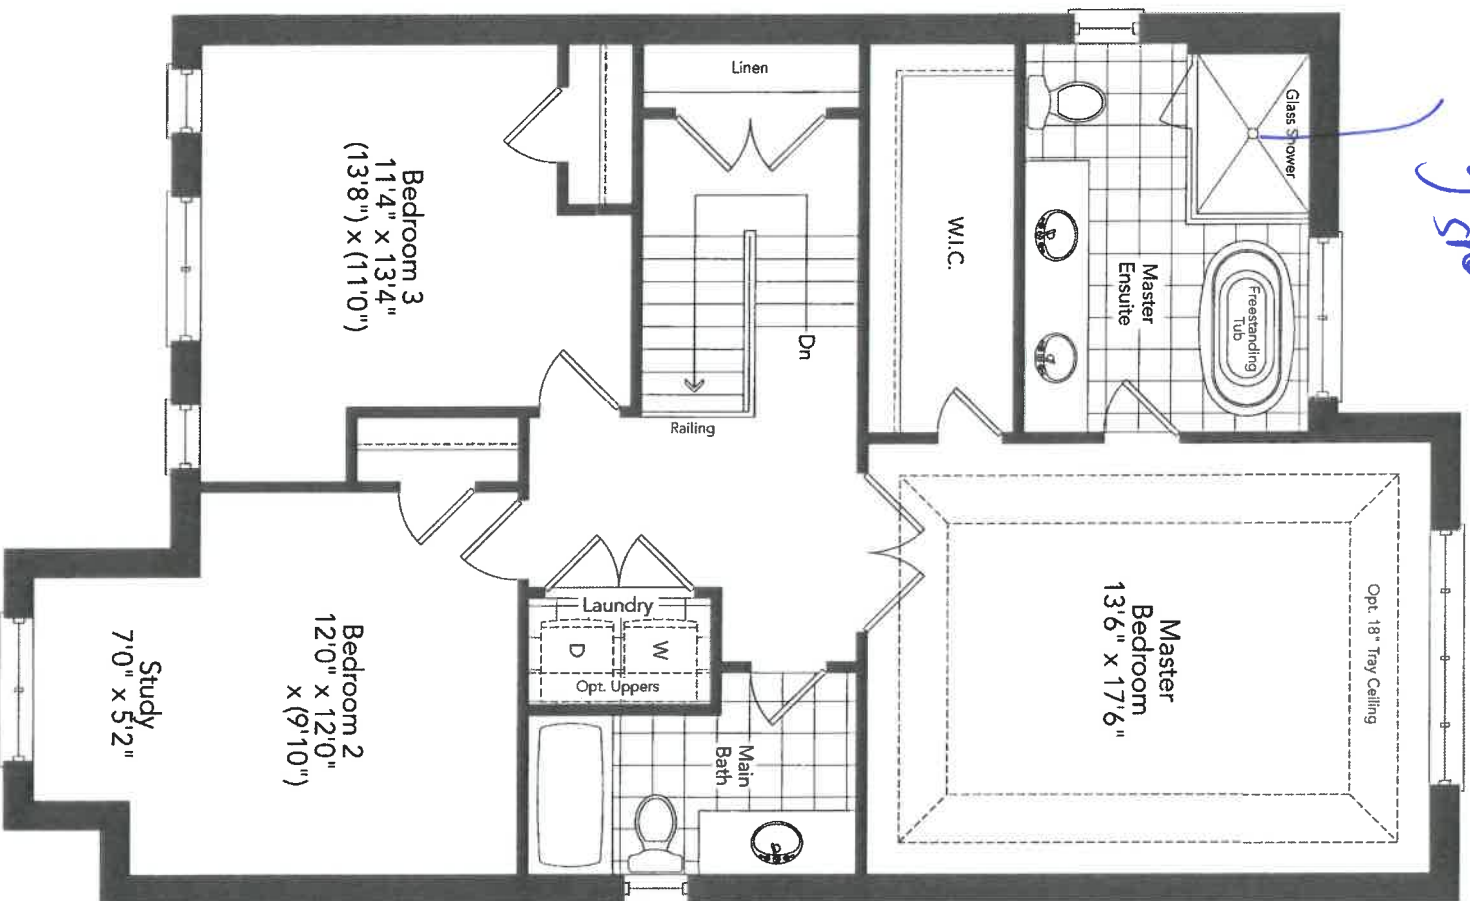 Linen
Glass Shower
W.I.C.
Master
Ensuite
Freestanding
Tub
Bedroom 3
11'4" x 13'4"
(13'8") x (11'0")
Dn
Railing
Master
Bedroom
13'6" x 17'6"
Opt. 18" Tray Ceiling
Laundry
D
W
Opt. Uppers
Bedroom 2
12'0" x 12'0"
x (9'10")
Study
7'0" x 5'2"
Main
Bath